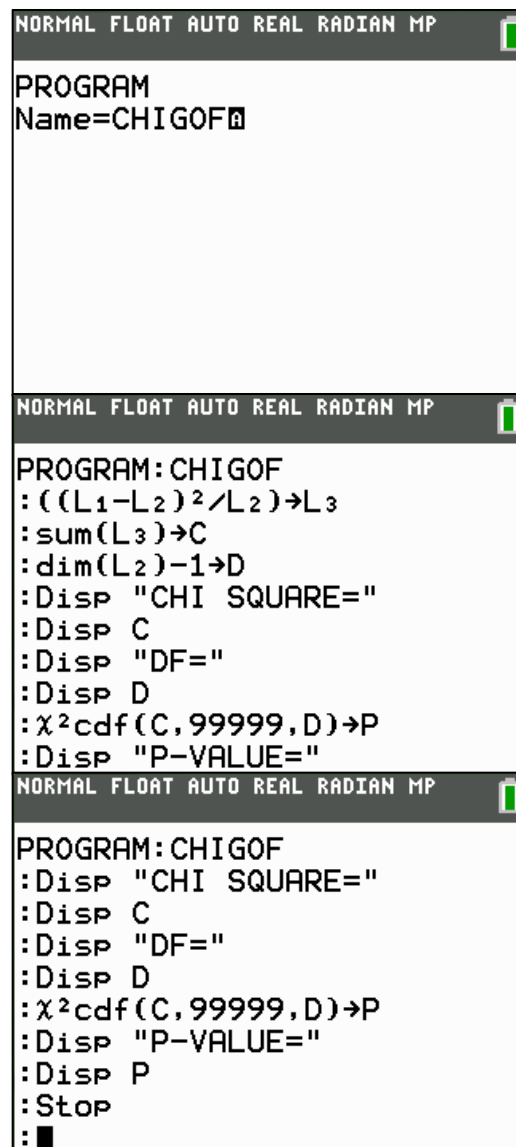 NORMAL FLOAT AUTO REAL RADIAN MP
PROGRAM
Name=CHIGOFA
NORMAL FLOAT AUTO REAL RADIAN MP
PROGRAM:CHIGOF
:((L₁-L₂)²/L₂)→L₃
:sum(L₃)→C
:dim(L₂)-1→D
:Disp "CHI SQUARE="
:Disp C
:Disp "DF="
:Disp D
:χ²cdf(C,99999,D)→P
:Disp "P-VALUE="
NORMAL FLOAT AUTO REAL RADIAN MP
PROGRAM:CHIGOF
:Disp "CHI SQUARE="
:Disp C
:Disp "DF="
:Disp D
:χ²cdf(C,99999,D)→P
:Disp "P-VALUE="
:Disp P
:Stop
: